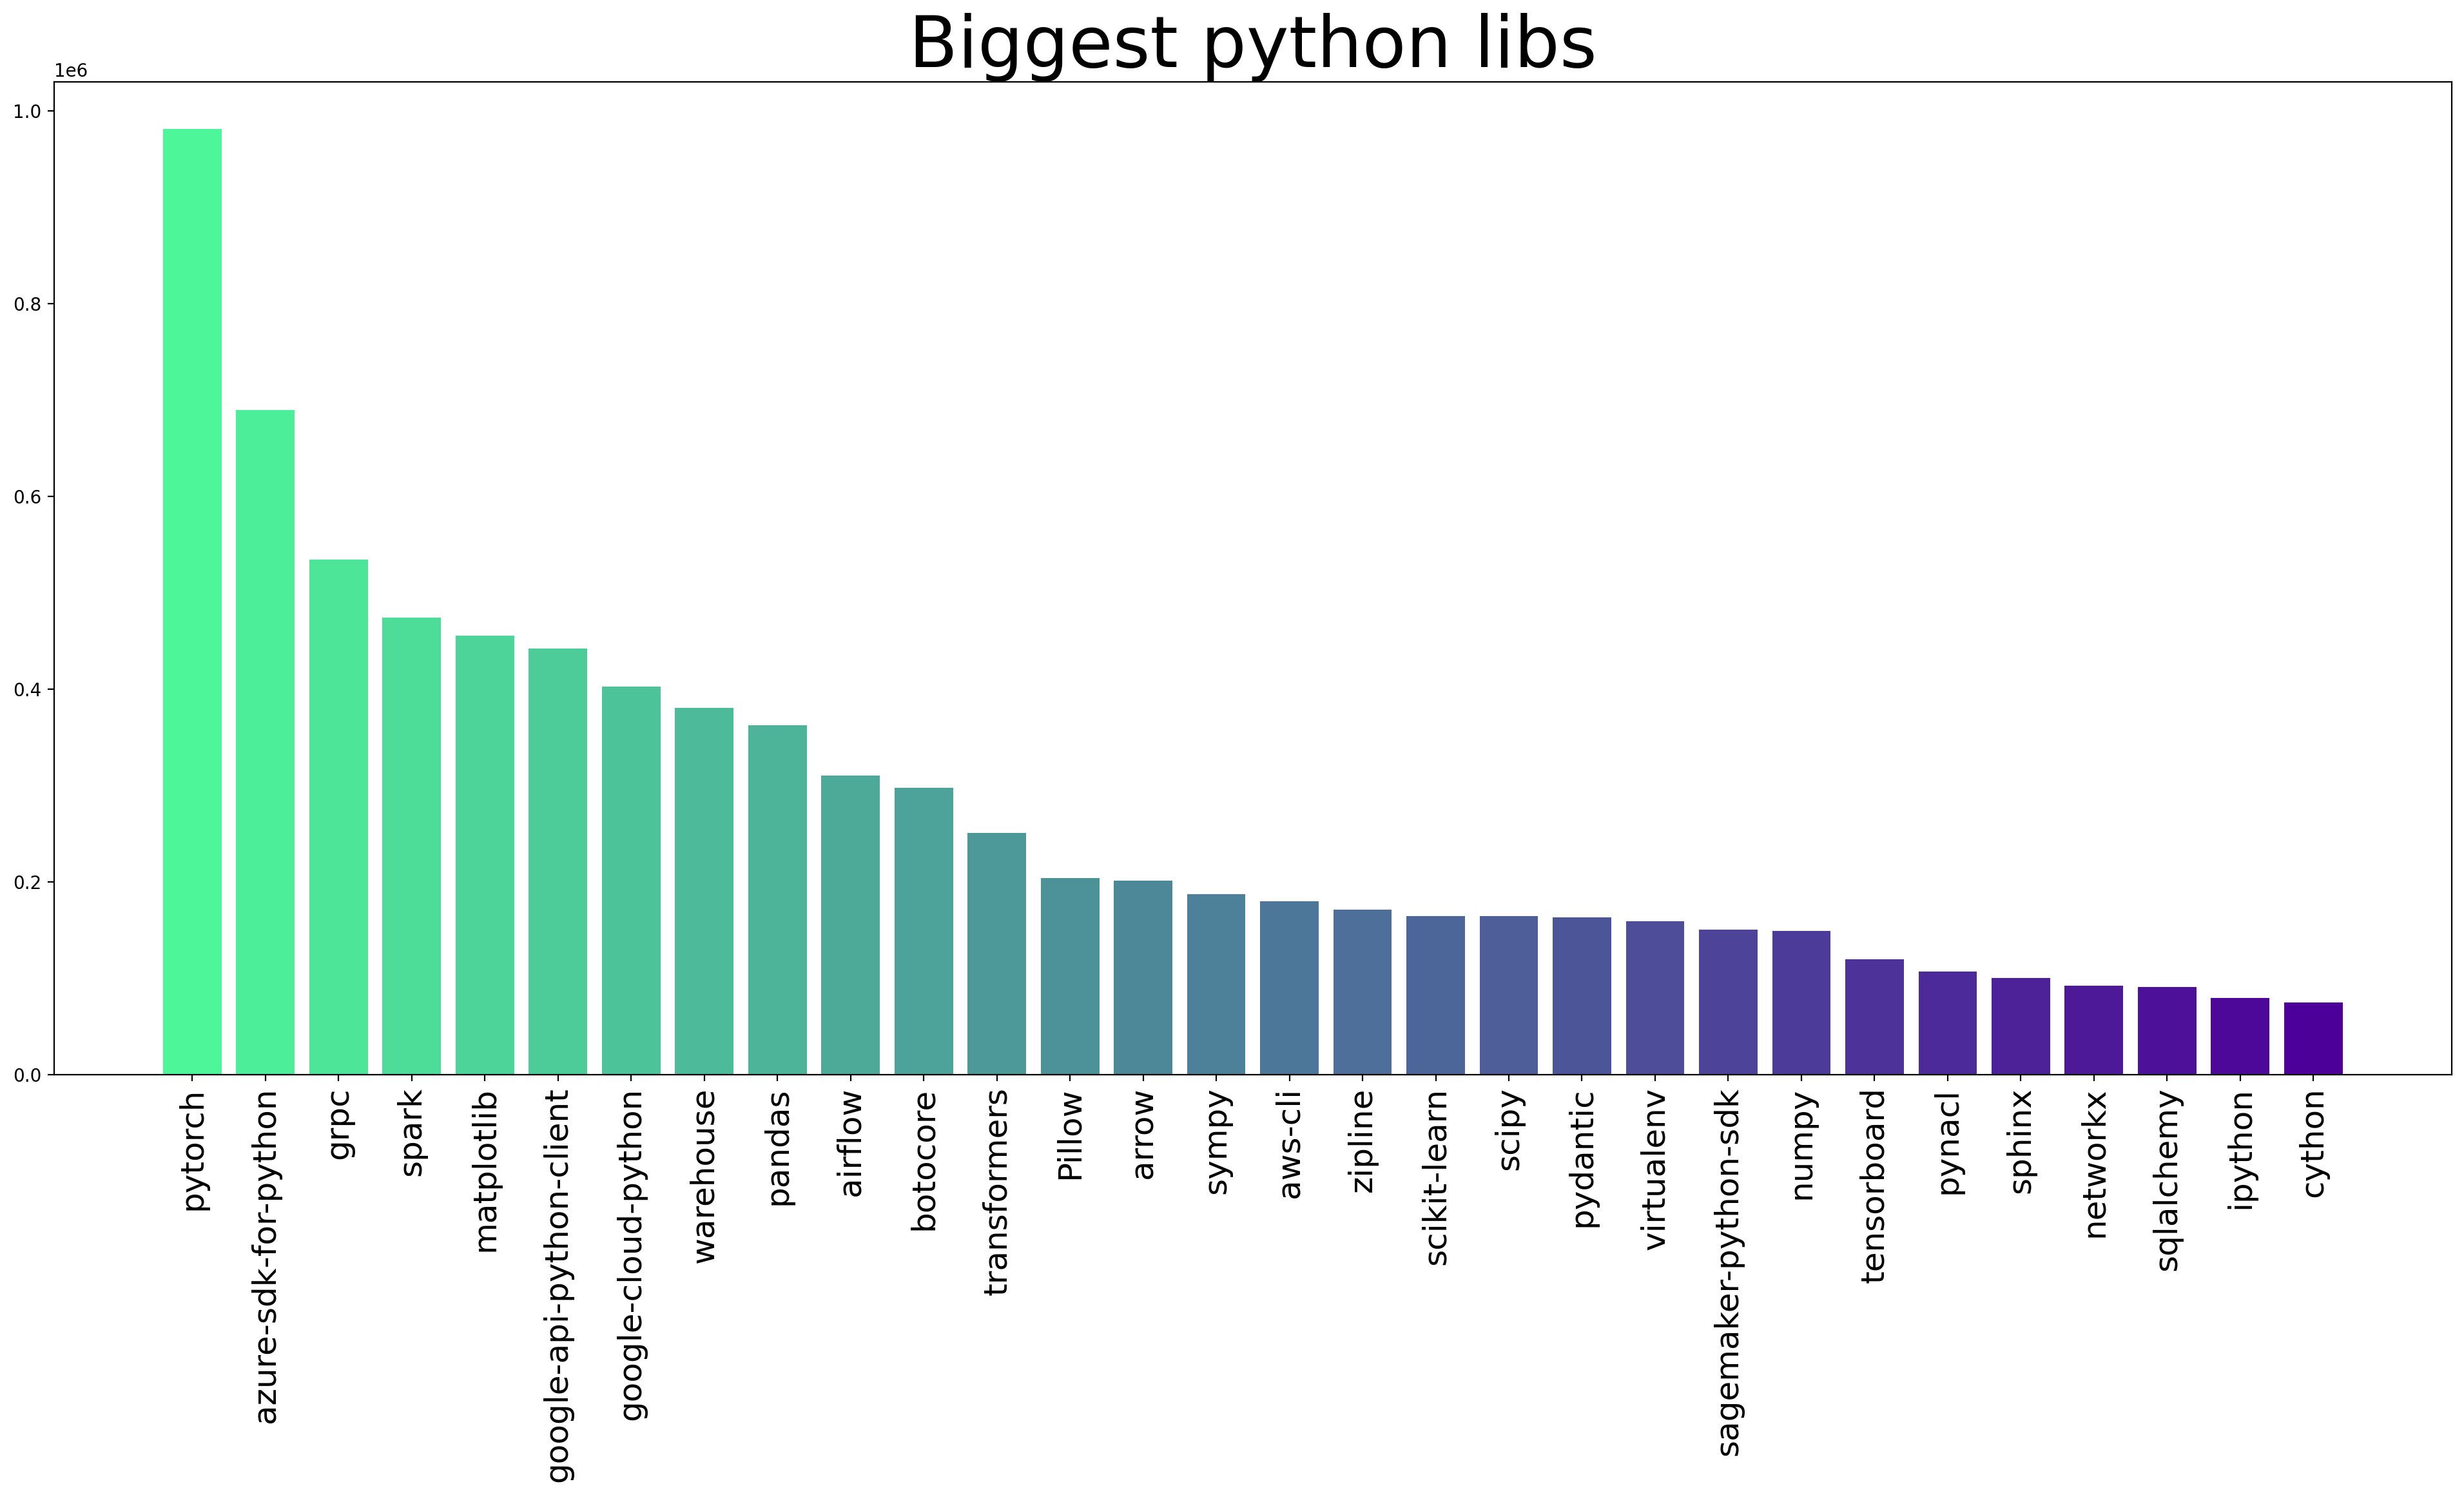 Biggest python libs
1e6
1.0
0.8
0.6
0.4
0.2
0.0
pytorch
azure-sdk-for-python
grpc
spark
matplotlib
google-api-python-client
google-cloud-python
warehouse
pandas
airflow
botocore
transformers
Pillow
arrow
sympy
aws-cli
zipline
scikit-learn
scipy
pydantic
virtualenv
sagemaker-python-sdk
numpy
tensorboard
pynacl
sphinx
networkx
sqlalchemy
ipython
cython